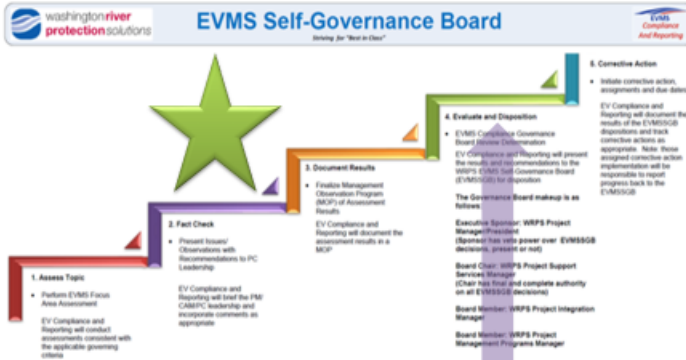 washingtonriver
protectionsolutions
EVMS Self-Governance Board
Striving for "Best in Class"
EVMS
Compliance
And Reporting
1. Assess Topic
• Perform EVMS Focus
Area Assessment
EV Compliance and
Reporting will conduct
assessments consistent with
the applicable governing
criteria
2. Fact Check
• Present Issues/
Observations with
Recommendations to PC
Leadership
EV Compliance and
Reporting will brief the PM/
CAM/PC leadership and
incorporate comments as
appropriate
3. Document Results
• Finalize Management
Observation Program
(MOP) of Assessment
Results
EV Compliance and
Reporting will document the
assessment results in a
MOP
4. Evaluate and Disposition
• EVMS Compliance Governance
Board Review Determination
EV Compliance and Reporting will present
the results and recommendations to the
WRPS EVMS Self-Governance Board
(EVMSSGB) for disposition
The Governance Board makeup is as
follows:
Executive Sponsor: WRPS Project
Manager/President
(Sponsor has veto power over EVMSSGB
decisions, present or not)
Board Chair: WRPS Project Support
Services Manager
(Chair has final and complete authority
on all EVMSSGB decisions)
Board Member: WRPS Project Integration
Manager
Board Member: WRPS Project
Management Programs Manager
5. Corrective Action
• Initiate corrective action,
assignments and due dates
EV Compliance and
Reporting will document the
results of the EVMSSGB
dispositions and track
corrective actions as
appropriate. Note: those
assigned corrective action
implementation will be
responsible to report
progress back to the
EVMSSGB